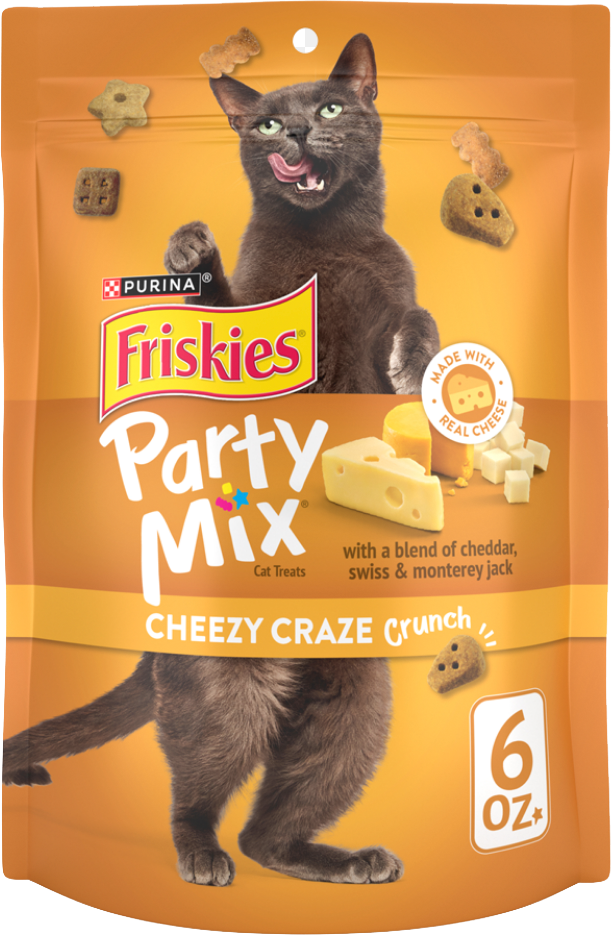 PURINA®
Friskies®
MADE WITH
REAL CHEESE
Party
Mix®
Cat Treats
with a blend of cheddar,
swiss & monterey jack
CHEEZY CRAZE Crunch
6
OZ.